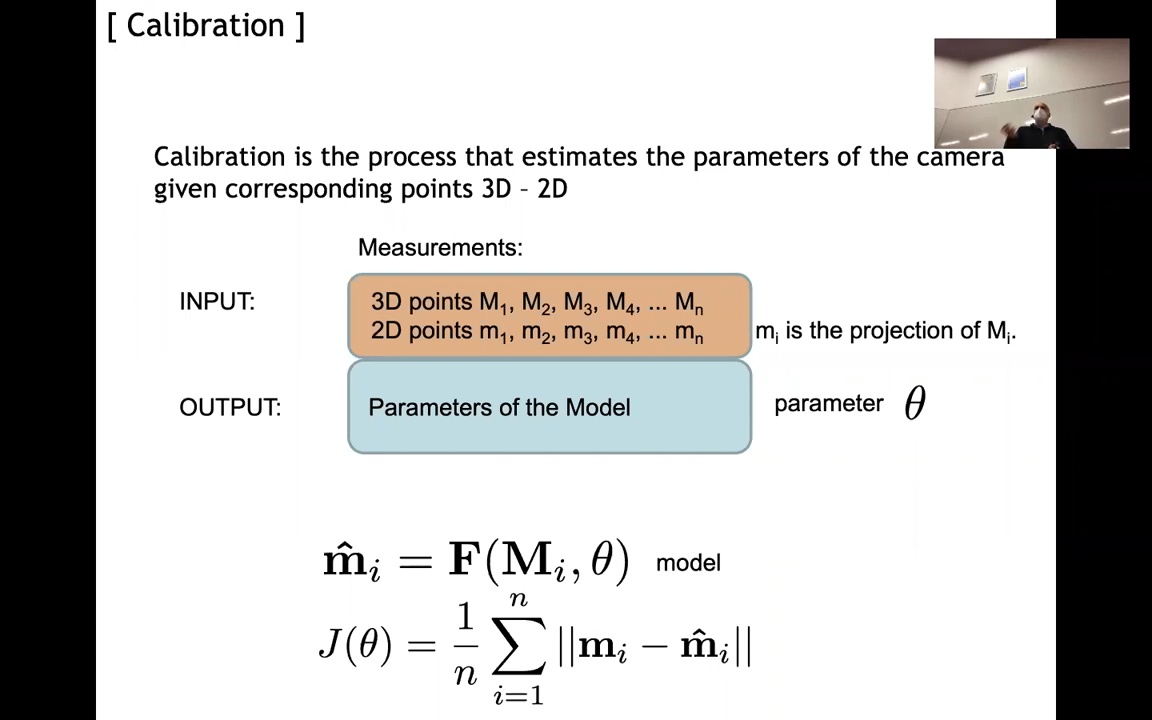 [ Calibration ]
Calibration is the process that estimates the parameters of the camera
given corresponding points 3D - 2D
Measurements:
INPUT:
3D points M₁, M₂, M₃, M₄, ... Mₙ
2D points m₁, m₂, m₃, m₄, ... mₙ
mᵢ is the projection of Mᵢ.
OUTPUT:
Parameters of the Model
parameter θ
m̂ᵢ = F(Mᵢ, θ) model
J(θ) = 1/n ∑ᵢ₌₁ⁿ ||mᵢ − m̂ᵢ||